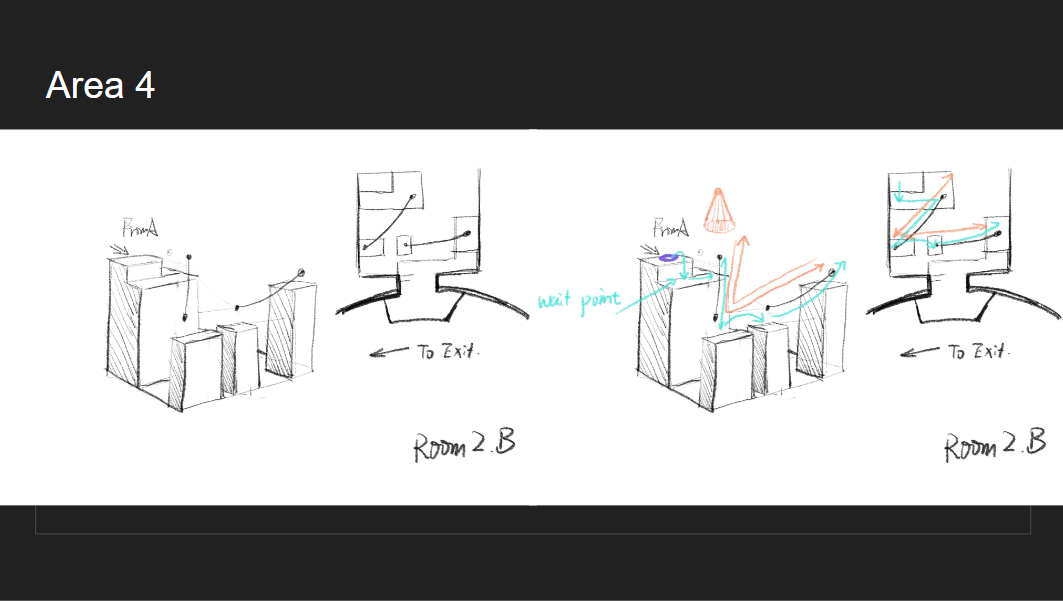 Area 4
From A
To Exit.
Room 2.B
From A
wait point
To Exit.
Room 2.B